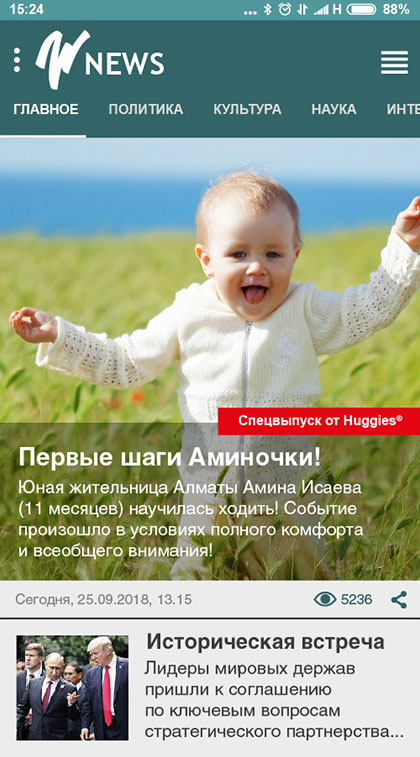 15:24
... H 88%
W NEWS
ГЛАВНОЕ ПОЛИТИКА КУЛЬТУРА НАУКА ИНТЕ
Спецвыпуск от Huggies®
Первые шаги Аминочки!
Юная жительница Алматы Амина Исаева
(11 месяцев) научилась ходить! Событие
произошло в условиях полного комфорта
и всеобщего внимания!
Сегодня, 25.09.2018, 13.15 5236
Историческая встреча
Лидеры мировых держав
пришли к соглашению
по ключевым вопросам
стратегического партнерства...